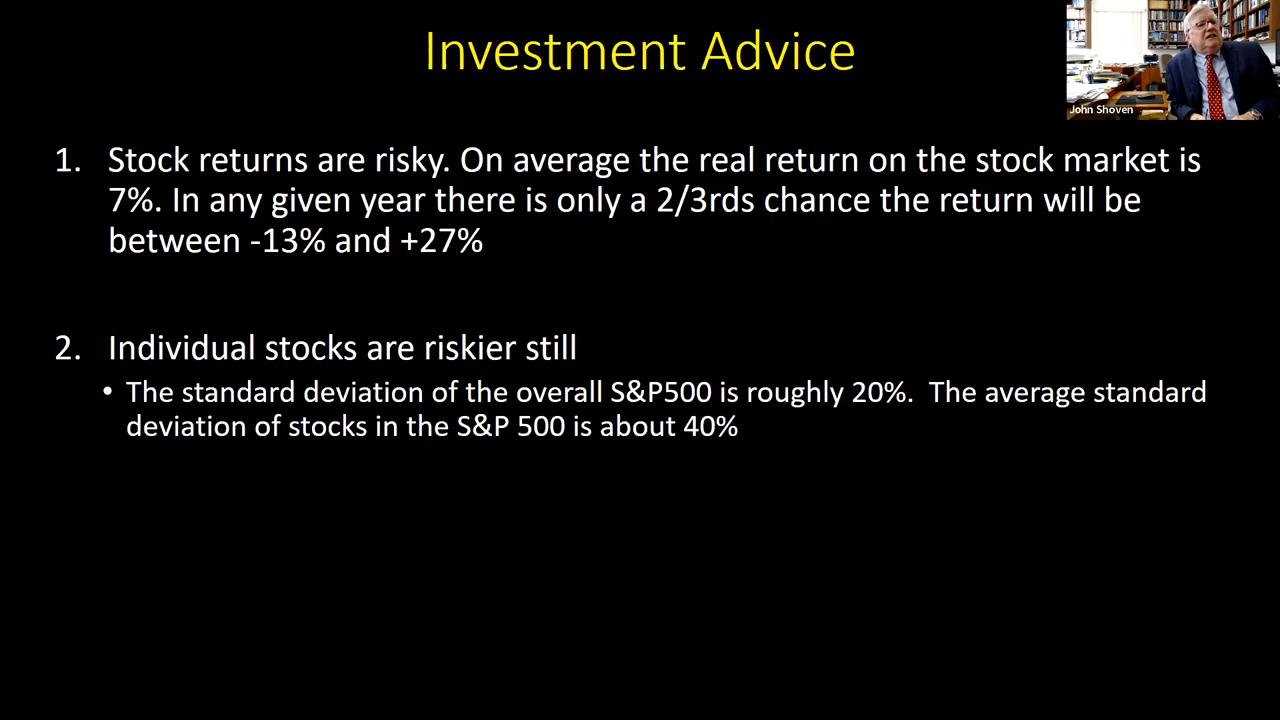 Investment Advice
John Shoven
1. Stock returns are risky. On average the real return on the stock market is
7%. In any given year there is only a 2/3rds chance the return will be
between -13% and +27%
2. Individual stocks are riskier still
• The standard deviation of the overall S&P500 is roughly 20%.  The average standard
deviation of stocks in the S&P 500 is about 40%